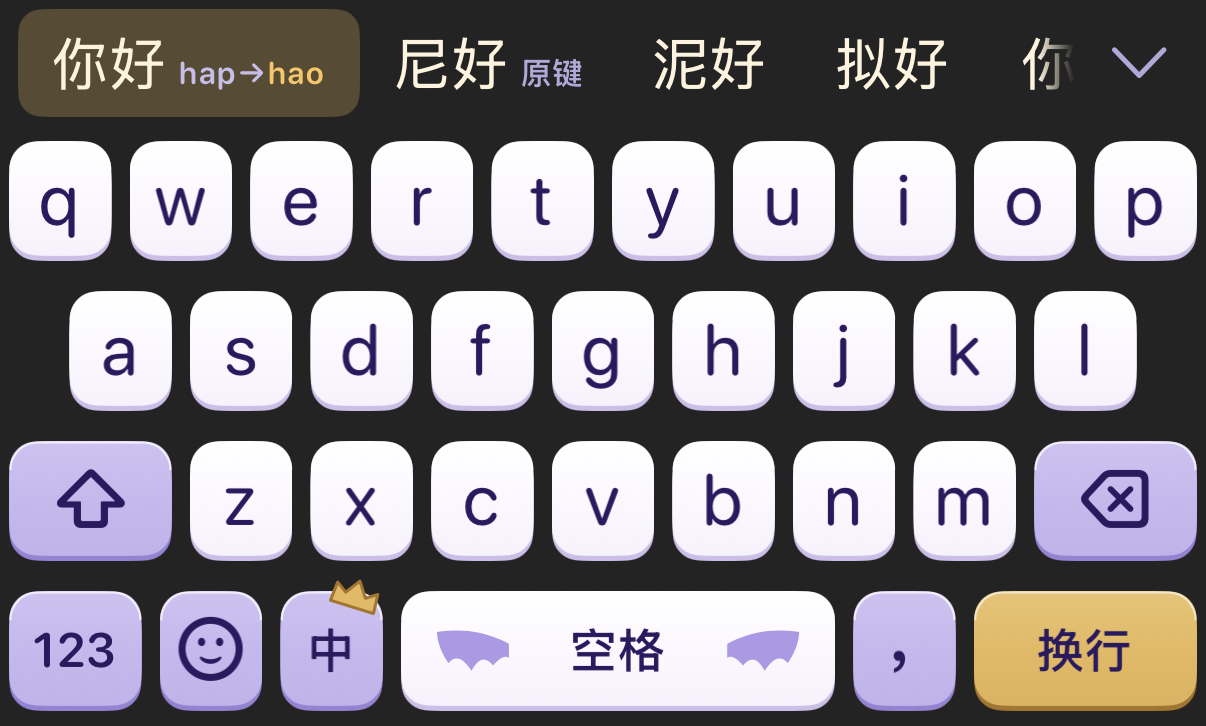 你好 hap→hao 尼好 原键 泥好 拟好 你
q w e r t y u i o p
a s d f g h j k l
z x c v b n m
123 中 空格 , 换行